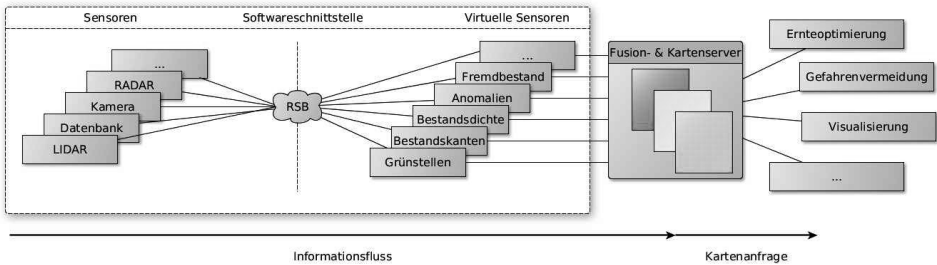 Sensoren
Softwareschnittstelle
Virtuelle Sensoren
...
RADAR
Kamera
Datenbank
LIDAR
RSB
...
Fremdbestand
Anomalien
Bestandsdichte
Bestandskanten
Grünstellen
Fusion- & Kartenserver
Ernteoptimierung
Gefahrenvermeidung
Visualisierung
...
Informationsfluss
Kartenanfrage